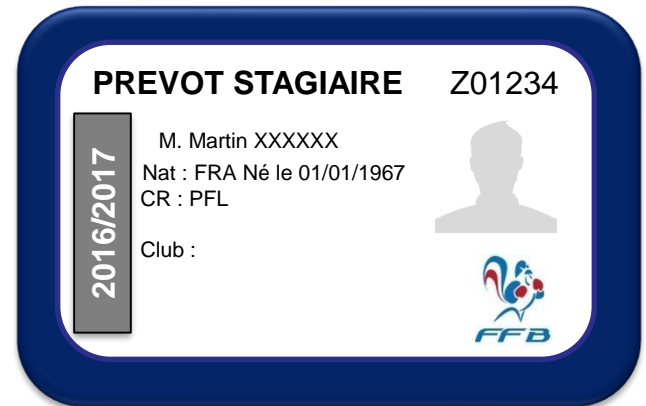 PREVOT STAGIAIRE Z01234
2016/2017
M. Martin XXXXXX
Nat : FRA Né le 01/01/1967
CR : PFL
Club :
FFB